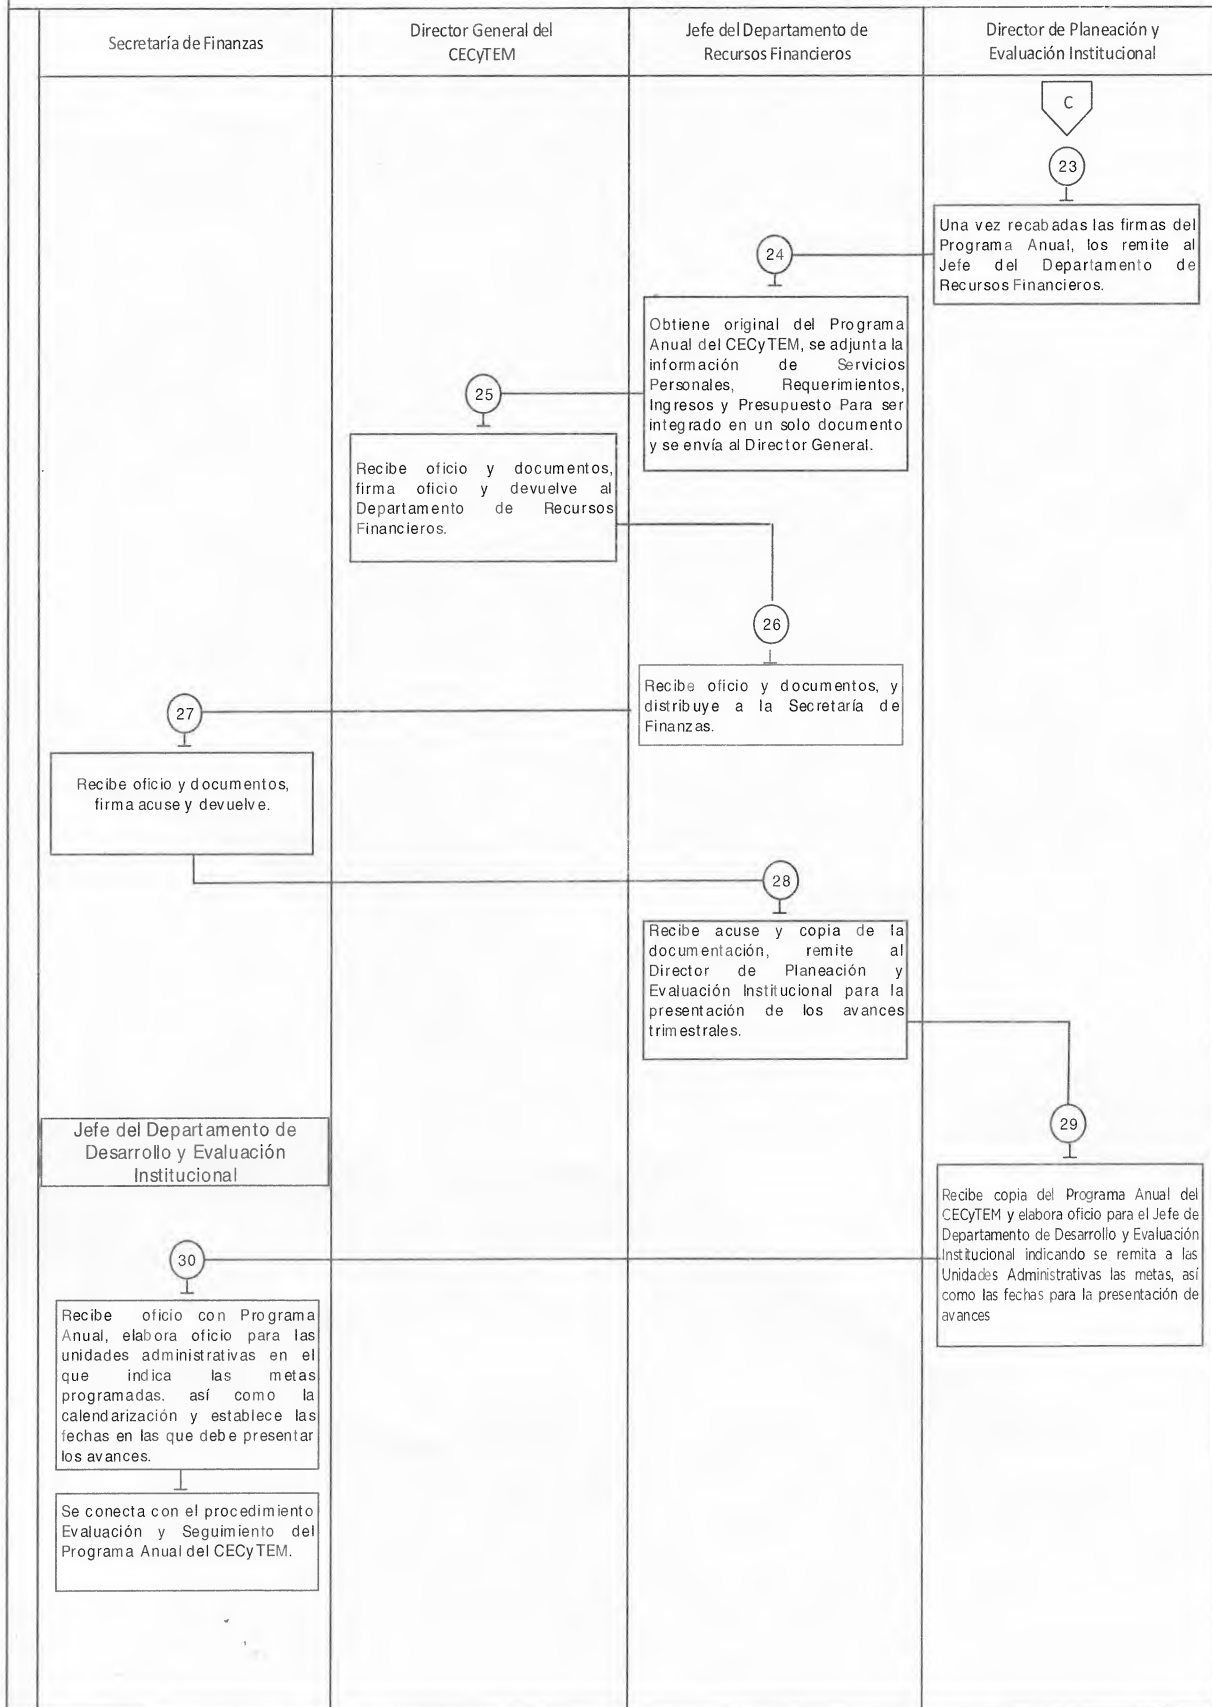 Secretaría de Finanzas
Director General del
CECyTEM
Jefe del Departamento de
Recursos Financieros
Director de Planeación y
Evaluación Institucional
C
23
Una vez recabadas las firmas del
Programa Anual, los remite al
Jefe del Departamento de
Recursos Financieros.
24
Obtiene original del Programa
Anual del CECyTEM, se adjunta la
información de Servicios
Personales, Requerimientos,
Ingresos y Presupuesto Para ser
integrado en un solo documento
y se envía al Director General.
25
Recibe oficio y documentos,
firma oficio y devuelve al
Departamento de Recursos
Financieros.
26
Recibe oficio y documentos, y
distribuye a la Secretaría de
Finanzas.
27
Recibe oficio y documentos,
firma acuse y devuelve.
28
Recibe acuse y copia de la
documentación, remite al
Director de Planeación y
Evaluación Institucional para la
presentación de los avances
trimestrales.
29
Recibe copia del Programa Anual del
CECyTEM y elabora oficio para el Jefe de
Departamento de Desarrollo y Evaluación
Institucional indicando se remita a las
Unidades Administrativas las metas, así
como las fechas para la presentación de
avances
Jefe del Departamento de
Desarrollo y Evaluación
Institucional
30
Recibe oficio con Programa
Anual, elabora oficio para las
unidades administrativas en el
que indica las metas
programadas, así como la
calendarización y establece las
fechas en las que debe presentar
los avances.
Se conecta con el procedimiento
Evaluación y Seguimiento del
Programa Anual del CECyTEM.